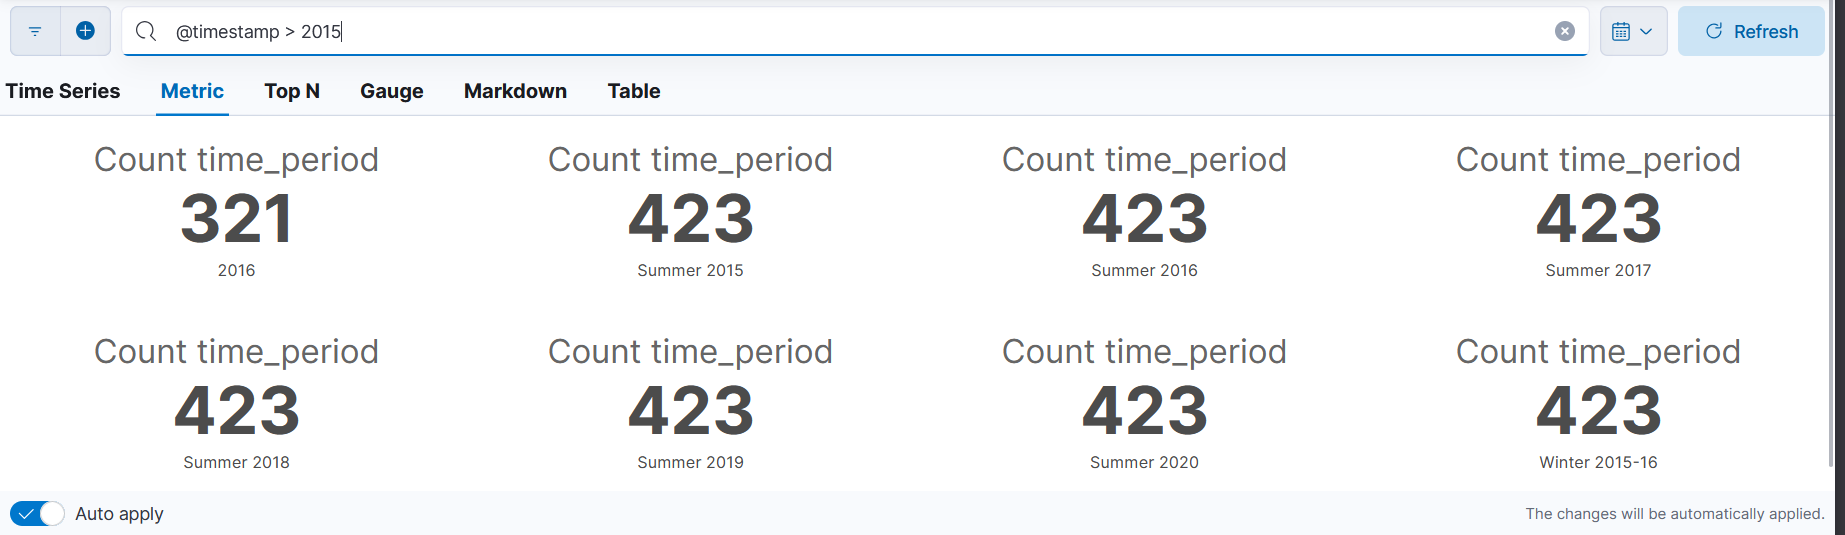 @timestamp > 2015
Refresh
Time Series Metric Top N Gauge Markdown Table
Count time_period Count time_period Count time_period Count time_period
321 423 423 423
2016 Summer 2015 Summer 2016 Summer 2017
Count time_period Count time_period Count time_period Count time_period
423 423 423 423
Summer 2018 Summer 2019 Summer 2020 Winter 2015-16
Auto apply
The changes will be automatically applied.